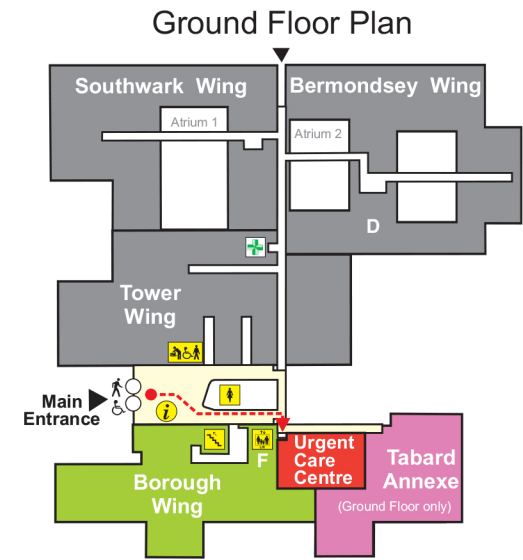 Ground Floor Plan
Southwark Wing
Bermondsey Wing
Atrium 1
Atrium 2
D
Tower
Wing
Main
Entrance
i
F
Urgent
Care
Centre
Borough
Wing
Tabard
Annexe
(Ground Floor only)